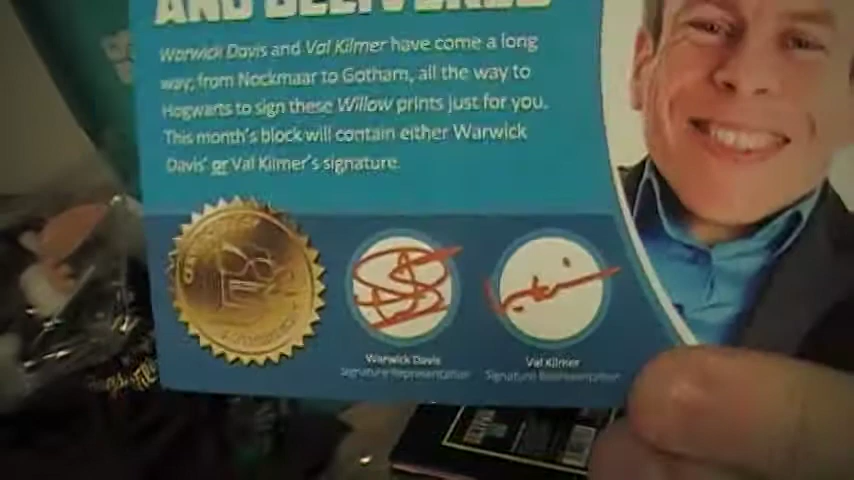 AND DELIVERED
Warwick Davis and Val Kilmer have come a long
way; from Nockmaar to Gotham, all the way to
Hogwarts to sign these Willow prints just for you.
This month's block will contain either Warwick
Davis' or Val Kilmer's signature.
Warwick Davis
Signature Representation
Val Kilmer
Signature Representation